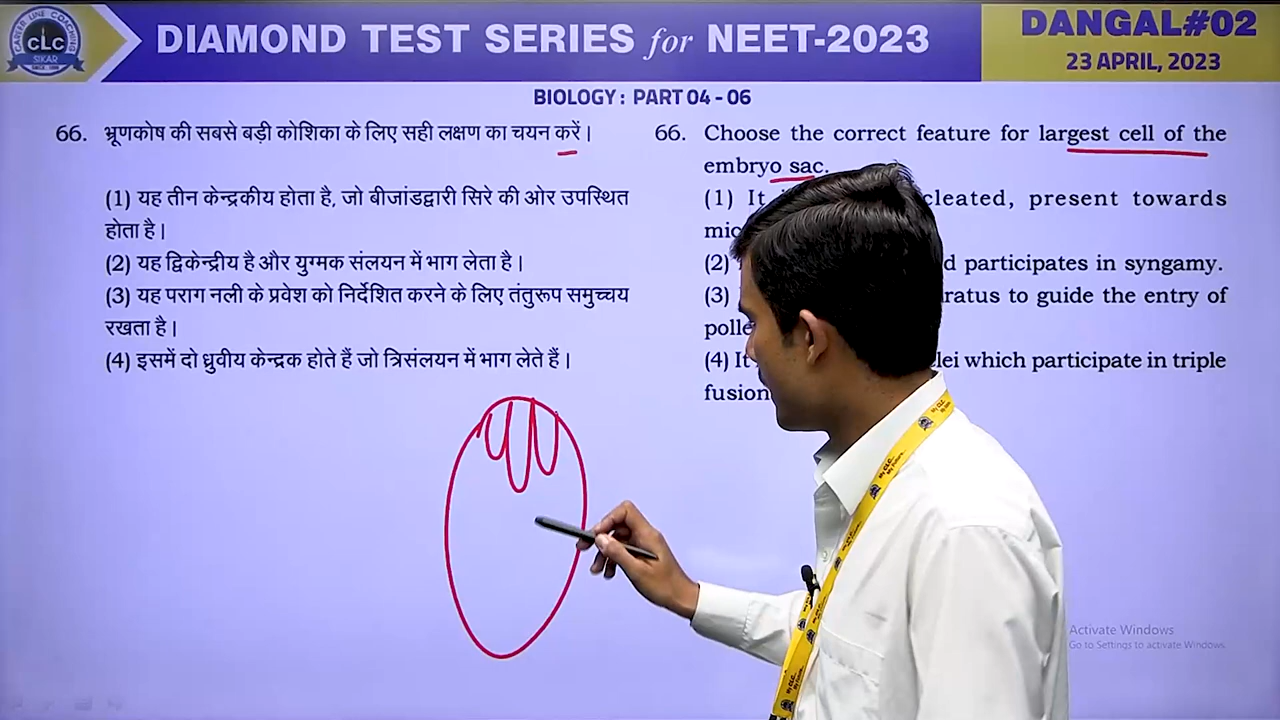 CAREER LINE COACHING
CLC
SIKAR
DIAMOND TEST SERIES for NEET-2023
DANGAL#02
23 APRIL, 2023
BIOLOGY : PART 04 - 06
66. भ्रूणकोष की सबसे बड़ी कोशिका के लिए सही लक्षण का चयन करें।
(1) यह तीन केन्द्रकीय होता है, जो बीजांडद्वारी सिरे की ओर उपस्थित
होता है।
(2) यह द्विकेन्द्रीय है और युग्मक संलयन में भाग लेता है।
(3) यह पराग नली के प्रवेश को निर्देशित करने के लिए तंतुरूप समुच्चय
रखता है।
(4) इसमें दो ध्रुवीय केन्द्रक होते हैं जो त्रिसंलयन में भाग लेते हैं।
66. Choose the correct feature for largest cell of the
embryo sac.
(1) It cleated, present towards
mic
(2) d participates in syngamy.
(3) ratus to guide the entry of
polle
(4) It lei which participate in triple
fusion
Activate Windows
Go to Settings to activate Windows.